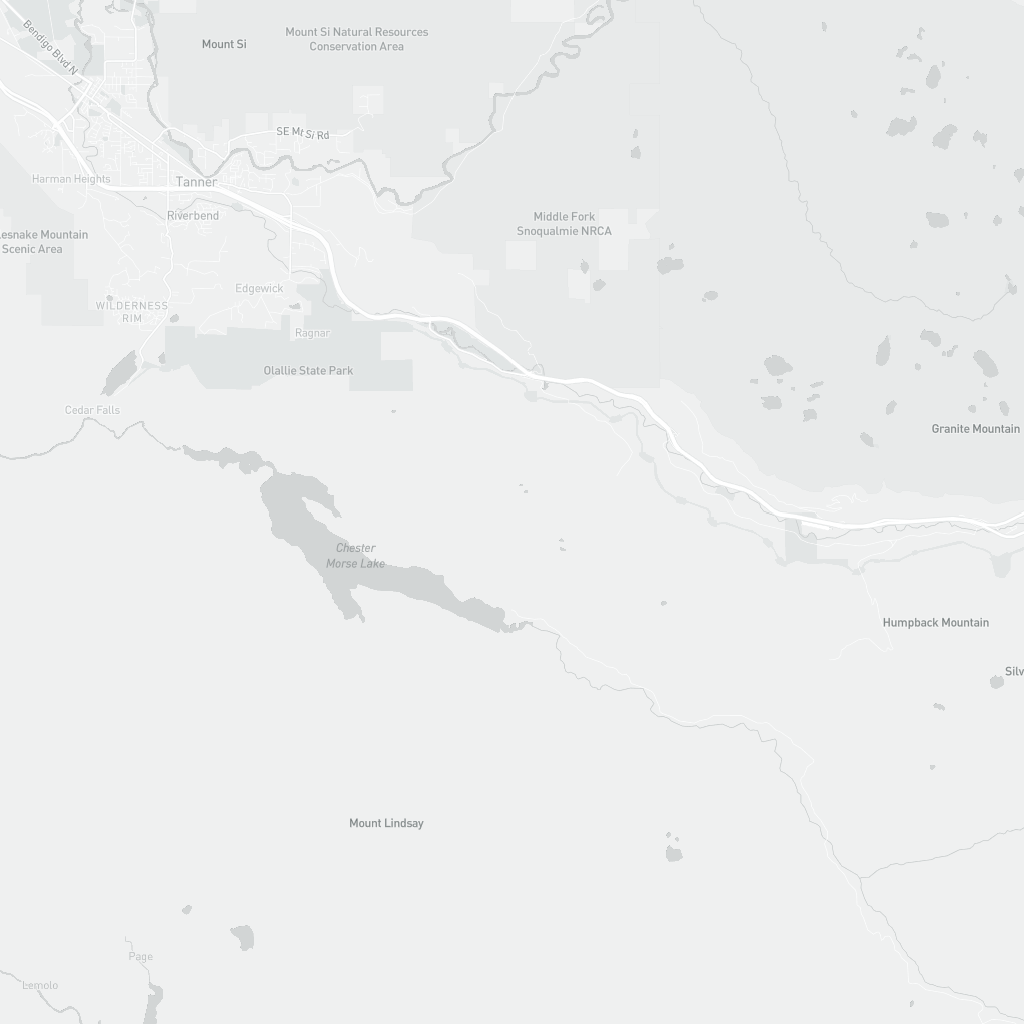 Bendigo Blvd N
Mount Si
Mount Si Natural Resources
Conservation Area
SE Mt Si Rd
Harman Heights
Tanner
Riverbend
Middle Fork
Snoqualmie NRCA
lesnake Mountain
Scenic Area
Edgewick
WILDERNESS
RIM
Ragnar
Olallie State Park
Cedar Falls
Granite Mountain
Chester
Morse Lake
Humpback Mountain
Silv
Mount Lindsay
Page
Lemolo